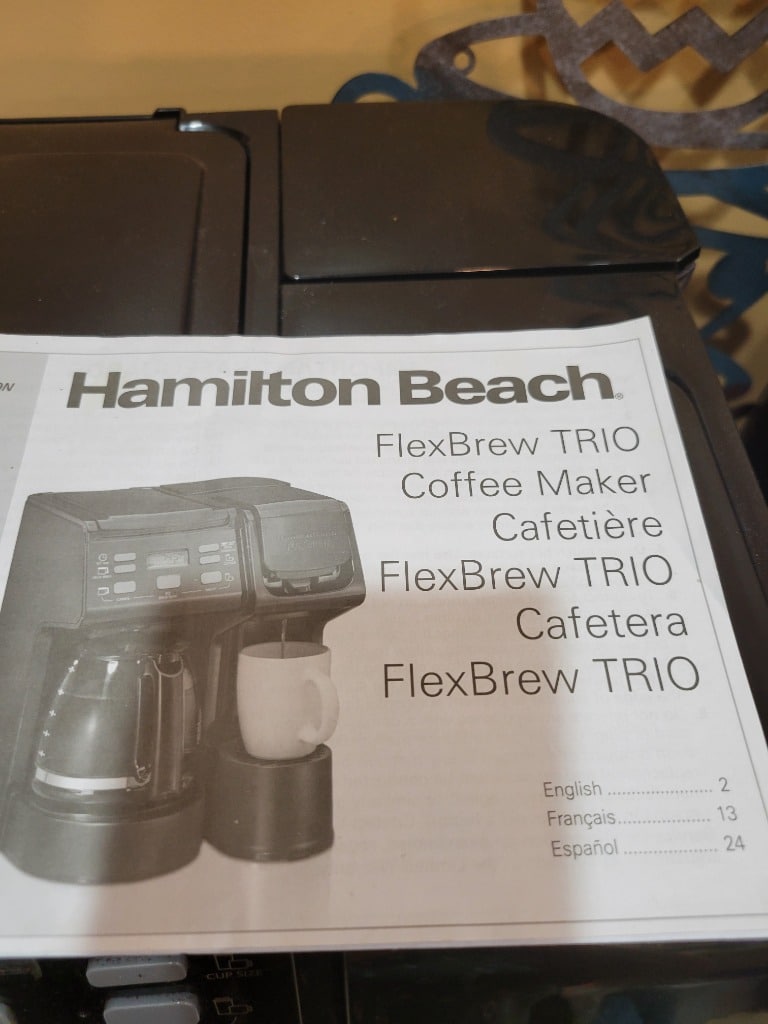 ON
Hamilton Beach®
FlexBrew TRIO
Coffee Maker
Cafetière
FlexBrew TRIO
Cafetera
FlexBrew TRIO
English ...................... 2
Français................... 13
Español .................... 24
CUP SIZE